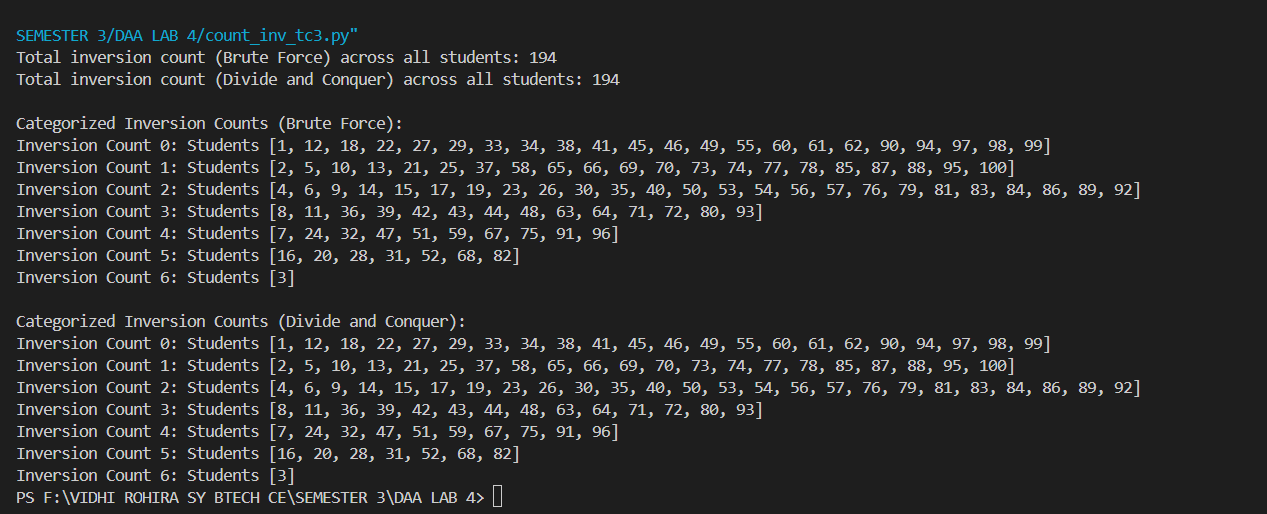 SEMESTER 3/DAA LAB 4/count_inv_tc3.py"
Total inversion count (Brute Force) across all students: 194
Total inversion count (Divide and Conquer) across all students: 194
Categorized Inversion Counts (Brute Force):
Inversion Count 0: Students [1, 12, 18, 22, 27, 29, 33, 34, 38, 41, 45, 46, 49, 55, 60, 61, 62, 90, 94, 97, 98, 99]
Inversion Count 1: Students [2, 5, 10, 13, 21, 25, 37, 58, 65, 66, 69, 70, 73, 74, 77, 78, 85, 87, 88, 95, 100]
Inversion Count 2: Students [4, 6, 9, 14, 15, 17, 19, 23, 26, 30, 35, 40, 50, 53, 54, 56, 57, 76, 79, 81, 83, 84, 86, 89, 92]
Inversion Count 3: Students [8, 11, 36, 39, 42, 43, 44, 48, 63, 64, 71, 72, 80, 93]
Inversion Count 4: Students [7, 24, 32, 47, 51, 59, 67, 75, 91, 96]
Inversion Count 5: Students [16, 20, 28, 31, 52, 68, 82]
Inversion Count 6: Students [3]
Categorized Inversion Counts (Divide and Conquer):
Inversion Count 0: Students [1, 12, 18, 22, 27, 29, 33, 34, 38, 41, 45, 46, 49, 55, 60, 61, 62, 90, 94, 97, 98, 99]
Inversion Count 1: Students [2, 5, 10, 13, 21, 25, 37, 58, 65, 66, 69, 70, 73, 74, 77, 78, 85, 87, 88, 95, 100]
Inversion Count 2: Students [4, 6, 9, 14, 15, 17, 19, 23, 26, 30, 35, 40, 50, 53, 54, 56, 57, 76, 79, 81, 83, 84, 86, 89, 92]
Inversion Count 3: Students [8, 11, 36, 39, 42, 43, 44, 48, 63, 64, 71, 72, 80, 93]
Inversion Count 4: Students [7, 24, 32, 47, 51, 59, 67, 75, 91, 96]
Inversion Count 5: Students [16, 20, 28, 31, 52, 68, 82]
Inversion Count 6: Students [3]
PS F:\VIDHI ROHIRA SY BTECH CE\SEMESTER 3\DAA LAB 4>